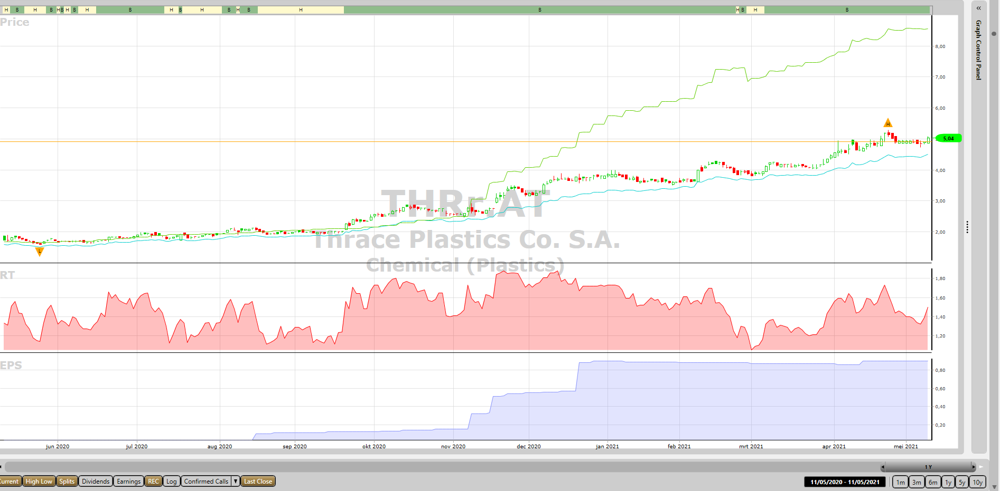 H B H B H B H B H B H B H B H B H B H B H B
Price
8,00
7,00
6,00
H
5,04
4,00
THRr.AT
3,00
Thrace Plastics Co. S.A.
2,00
L
Chemical (Plastics)
RT
1,80
1,60
1,40
1,20
EPS
0,80
0,60
0,40
0,20
jun 2020 jul 2020 aug 2020 sep 2020 okt 2020 nov 2020 dec 2020 jan 2021 feb 2021 mrt 2021 apr 2021 mei 2021
1 Y
Current High Low Splits Dividends Earnings REC Log Confirmed Calls ▼ Last Close
11/05/2020 - 11/05/2021 1m 3m 6m 1y 5y 10y
«
Graph Control Panel